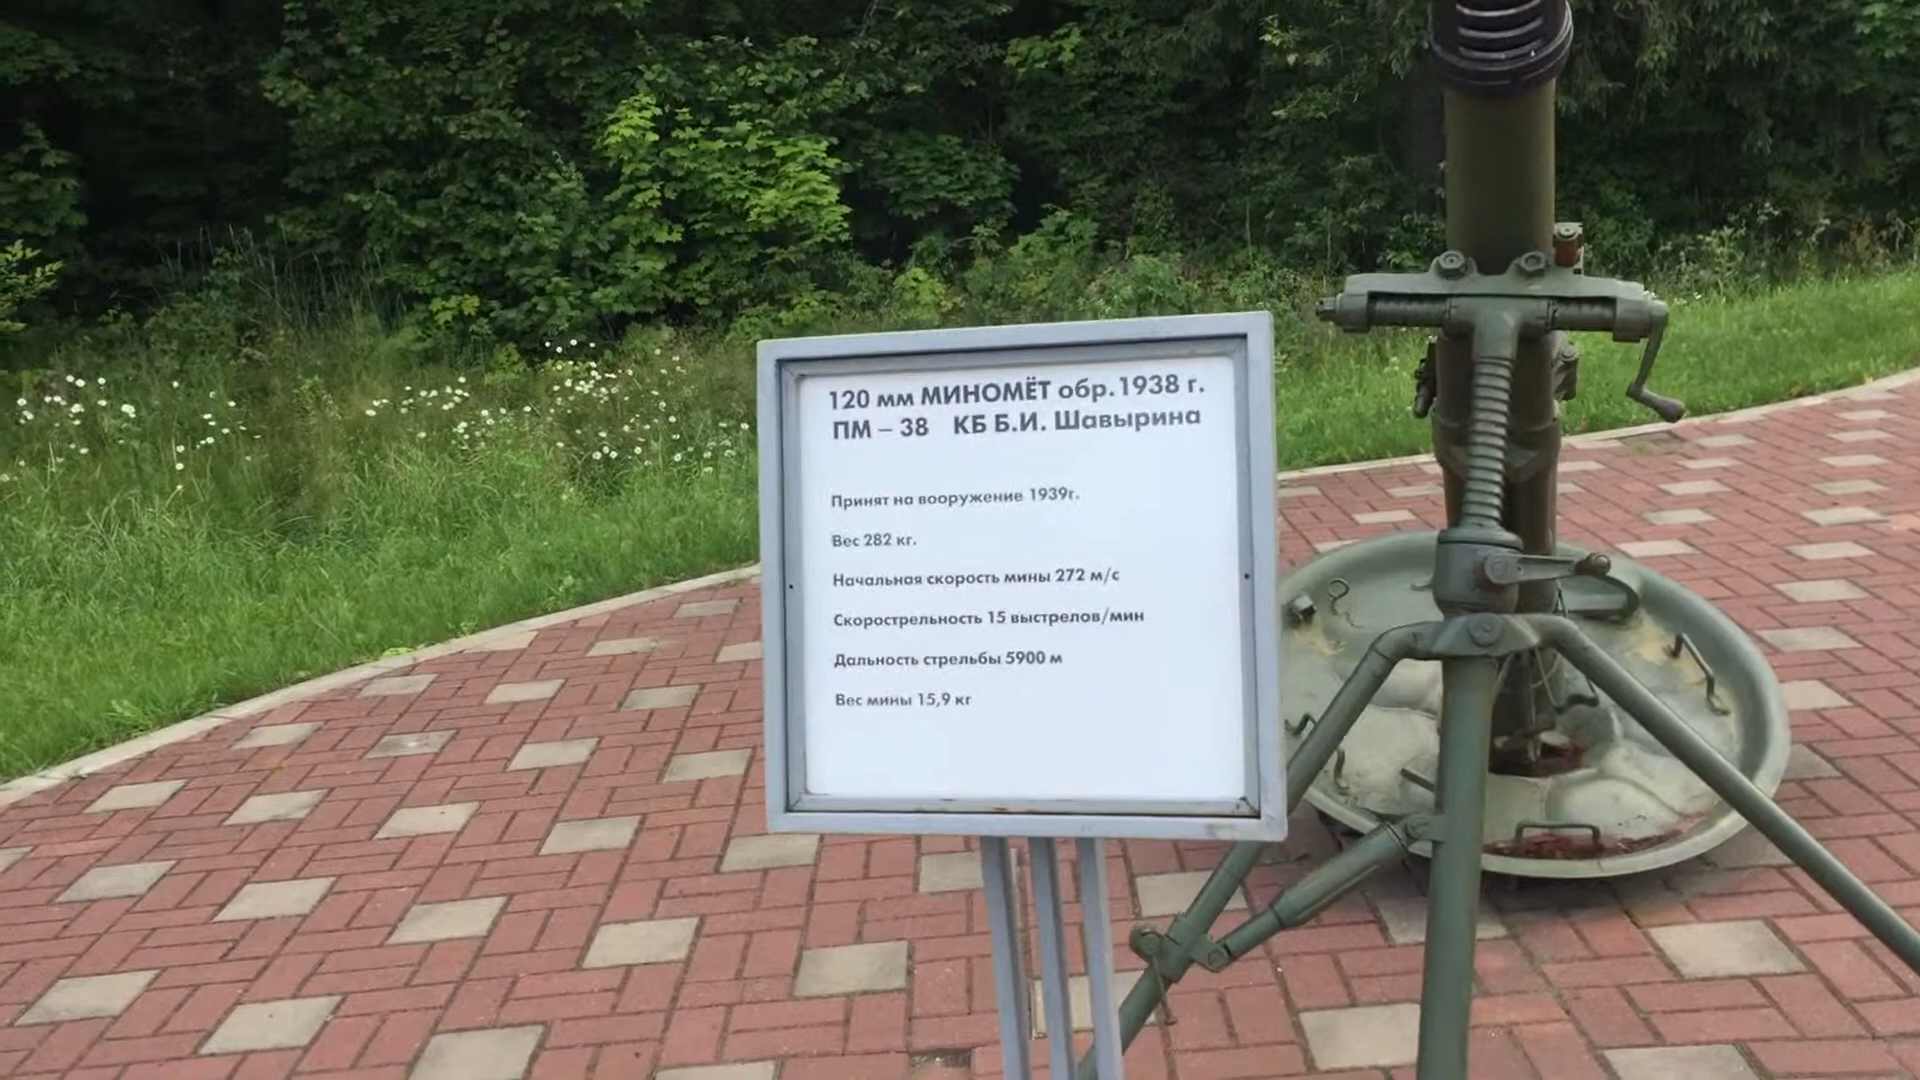 120 мм МИНОМЁТ обр.1938 г.
ПМ – 38 КБ Б.И. Шавырина
Принят на вооружение 1939г.
Вес 282 кг.
Начальная скорость мины 272 м/с
Скорострельность 15 выстрелов/мин
Дальность стрельбы 5900 м
Вес мины 15,9 кг